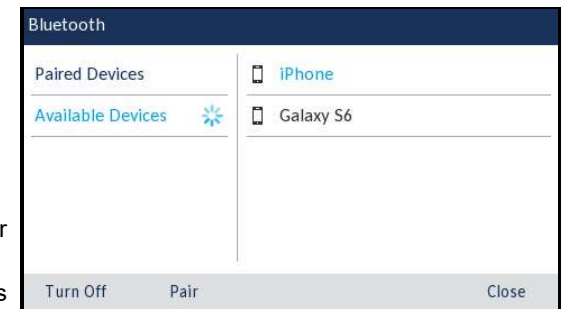 Bluetooth
Paired Devices
iPhone
Available Devices
Galaxy S6
r
s
Turn Off Pair Close